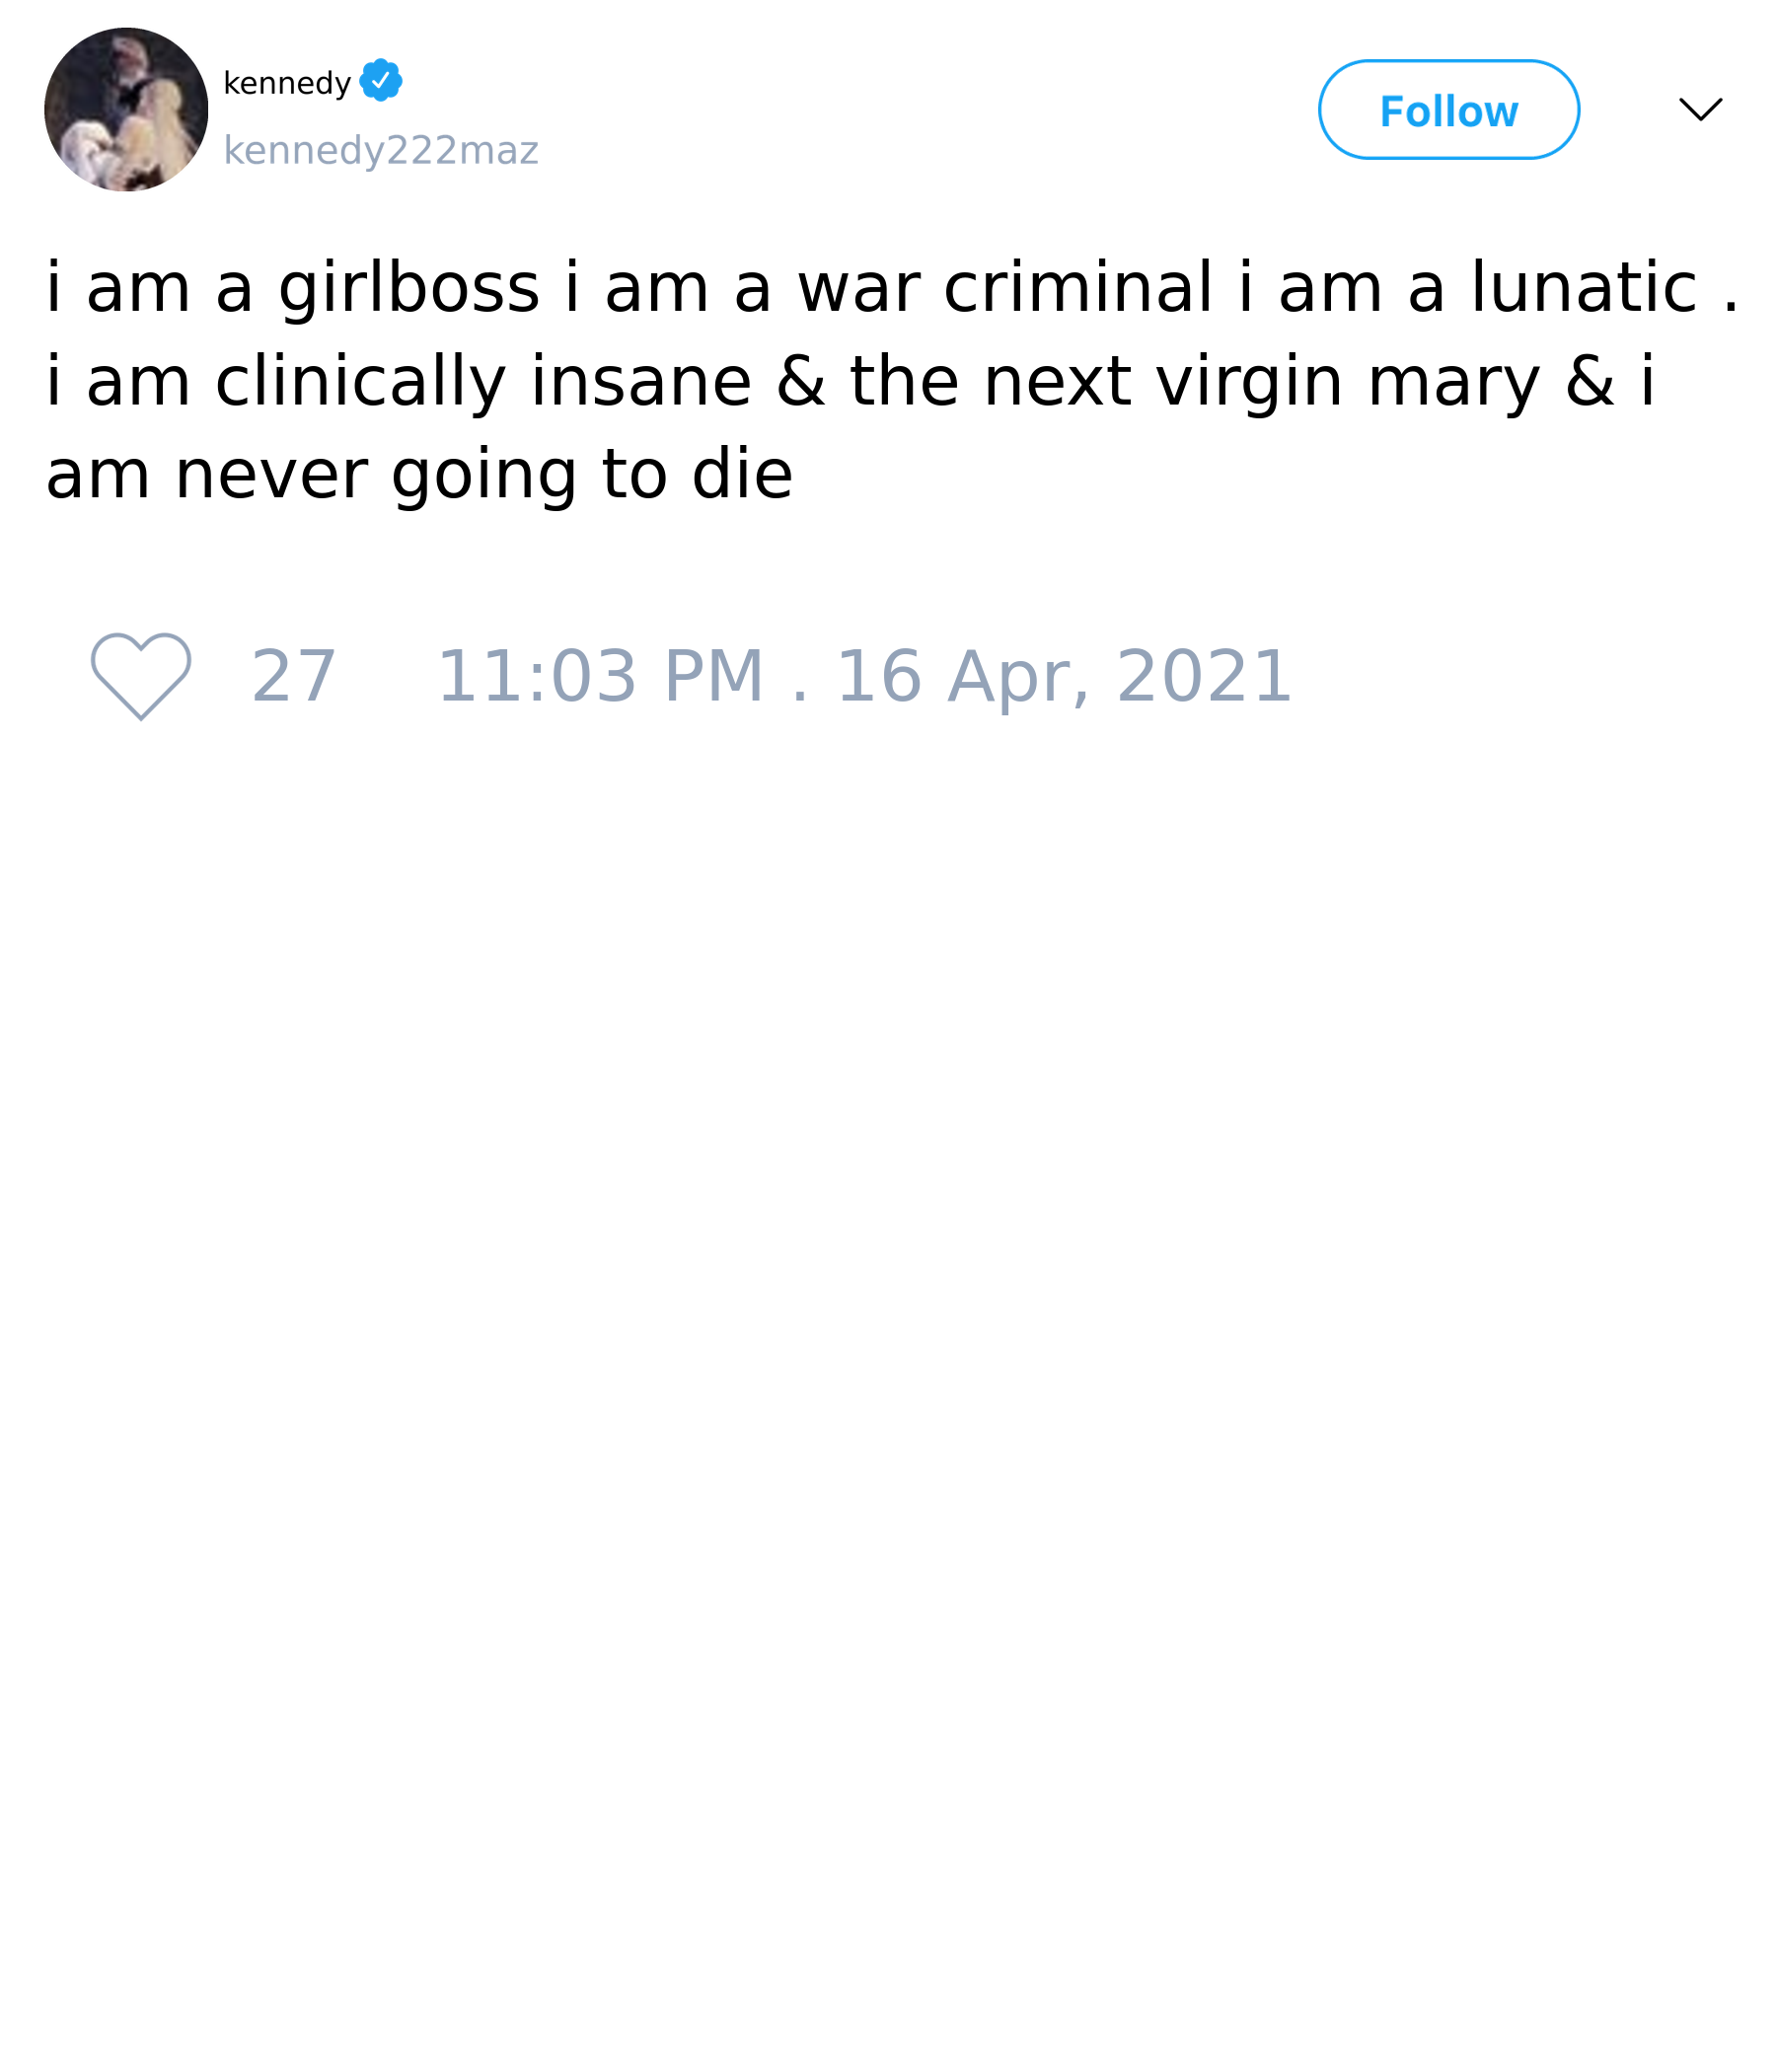 kennedy
kennedy222maz
Follow
i am a girlboss i am a war criminal i am a lunatic .
i am clinically insane & the next virgin mary & i
am never going to die
27 11:03 PM . 16 Apr, 2021